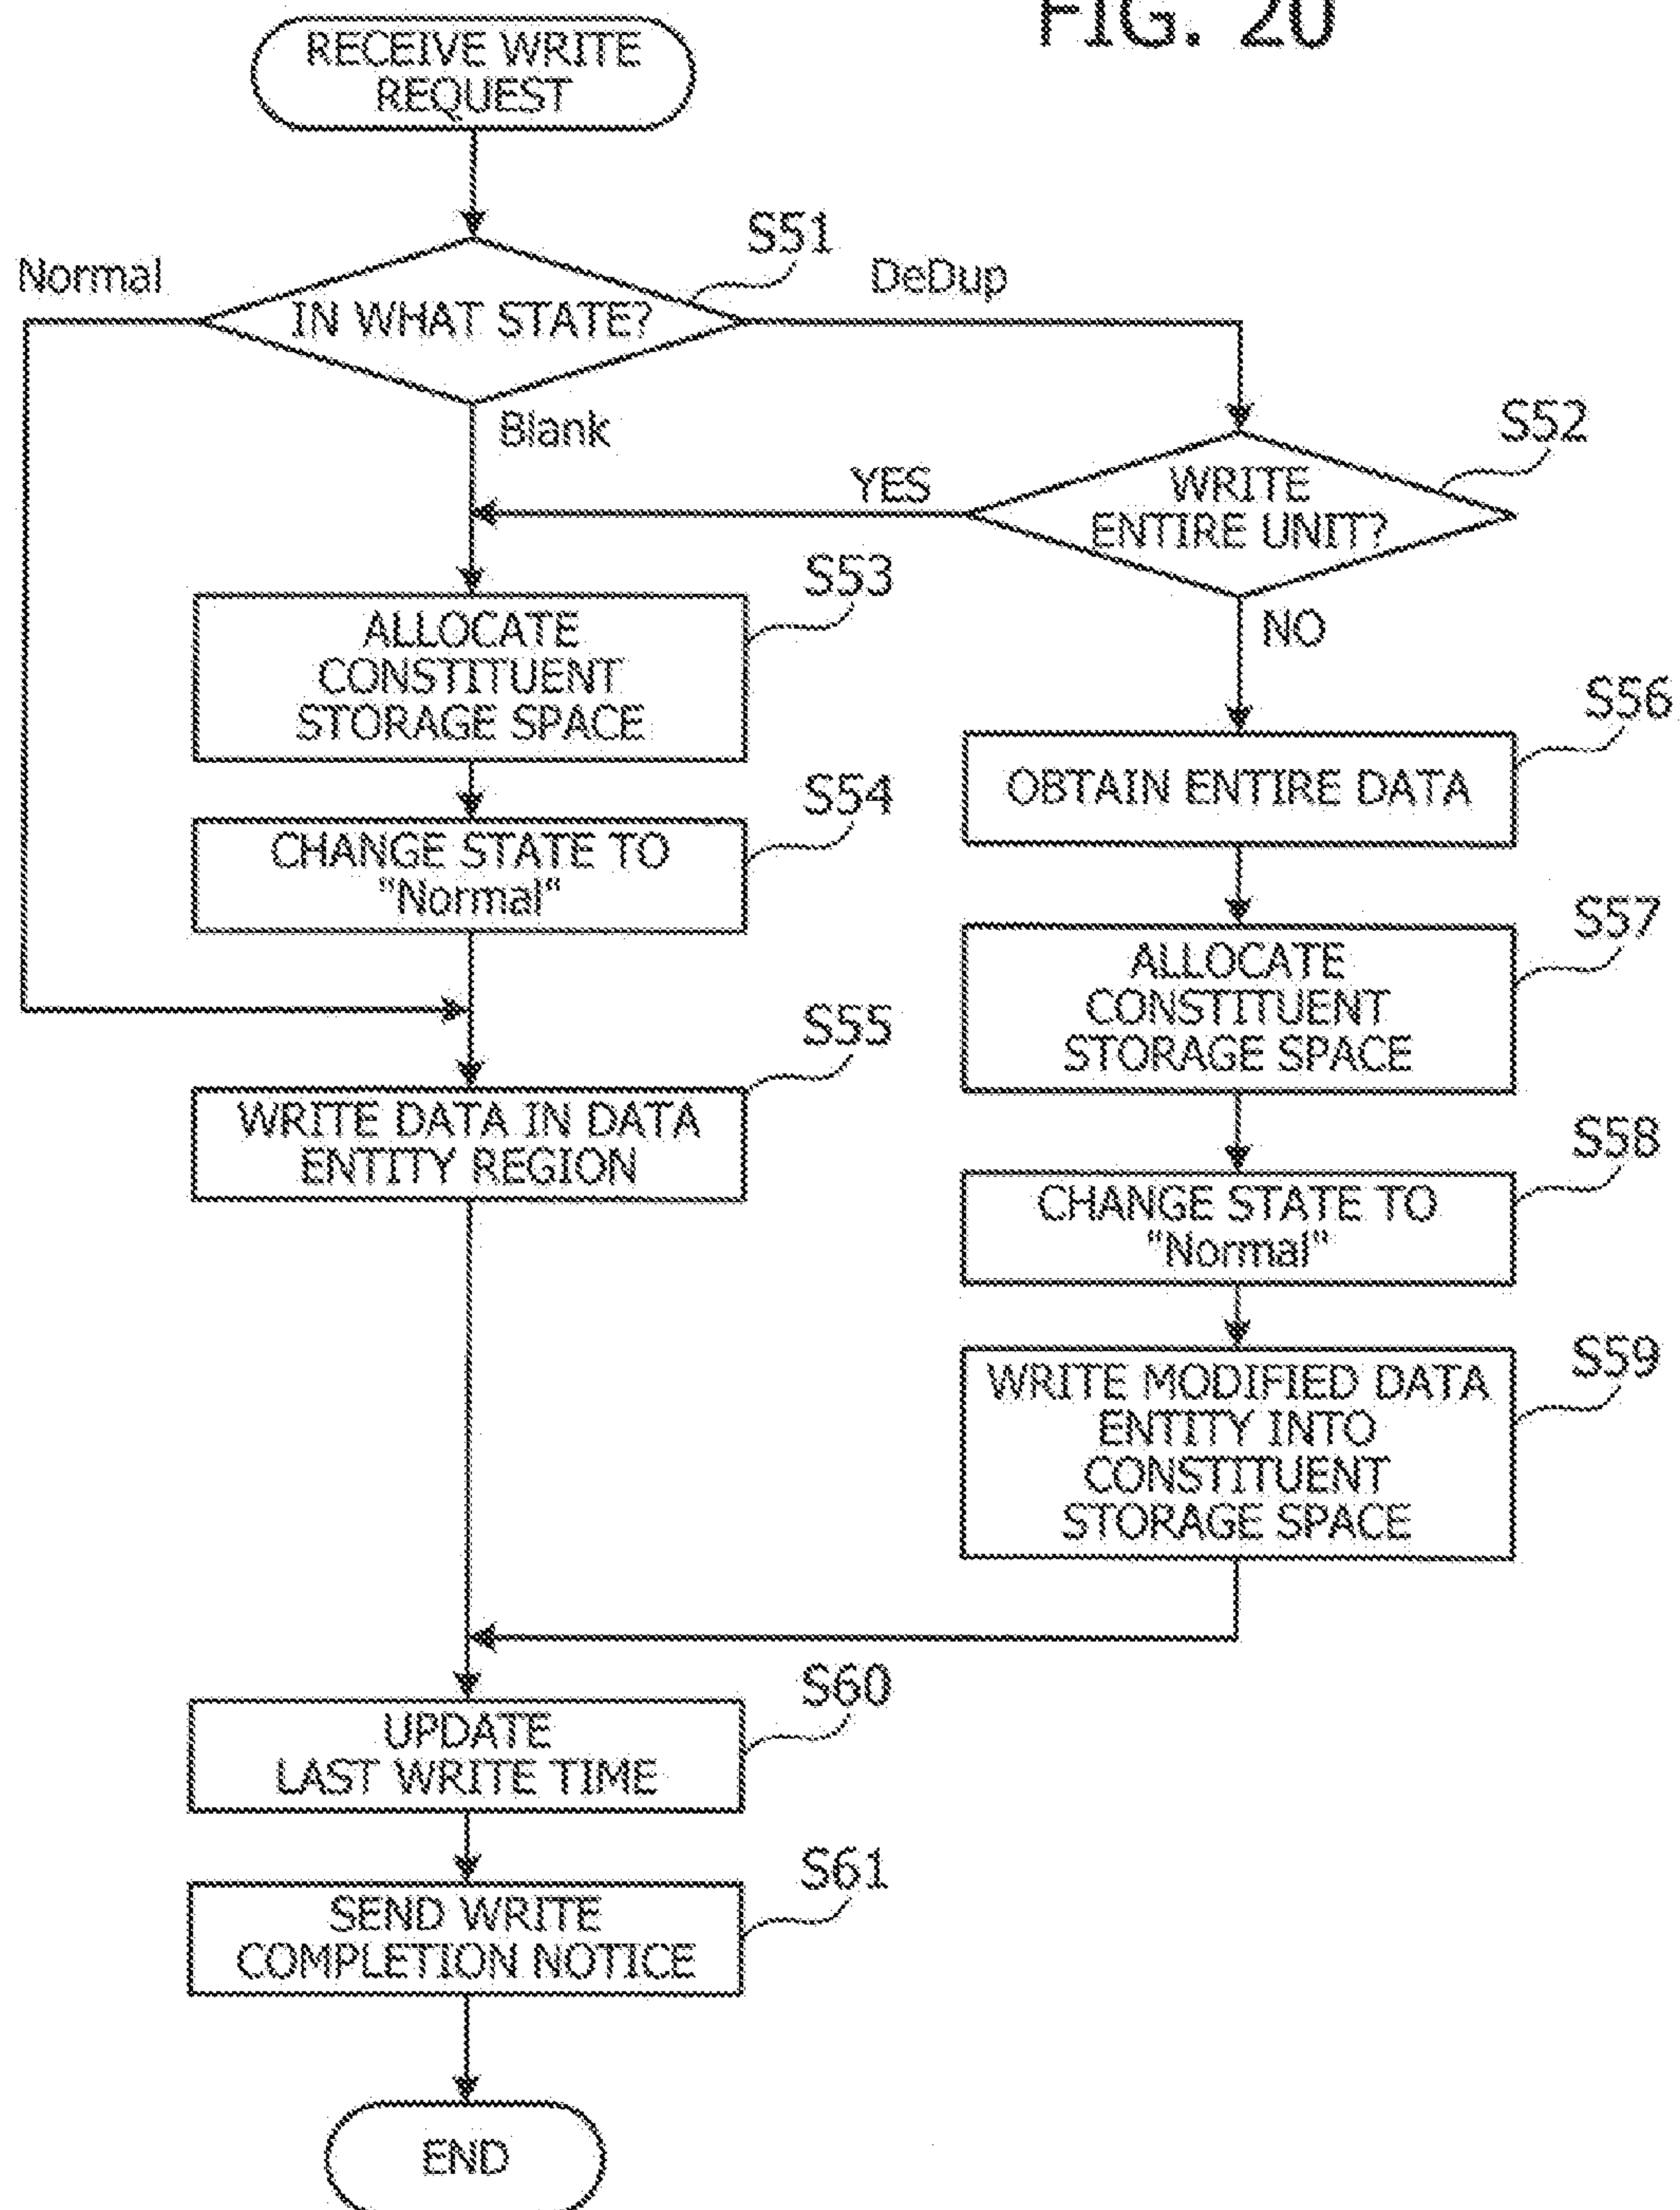 FIG. 20
RECEIVE WRITE
REQUEST
S51
Normal
DeDup
IN WHAT STATE?
Blank
S52
YES
WRITE
ENTIRE UNIT?
NO
S53
ALLOCATE
CONSTITUENT
STORAGE SPACE
S56
OBTAIN ENTIRE DATA
S54
CHANGE STATE TO
"Normal"
S57
ALLOCATE
CONSTITUENT
STORAGE SPACE
S55
WRITE DATA IN DATA
ENTITY REGION
S58
CHANGE STATE TO
"Normal"
S59
WRITE MODIFIED DATA
ENTITY INTO
CONSTITUENT
STORAGE SPACE
S60
UPDATE
LAST WRITE TIME
S61
SEND WRITE
COMPLETION NOTICE
END